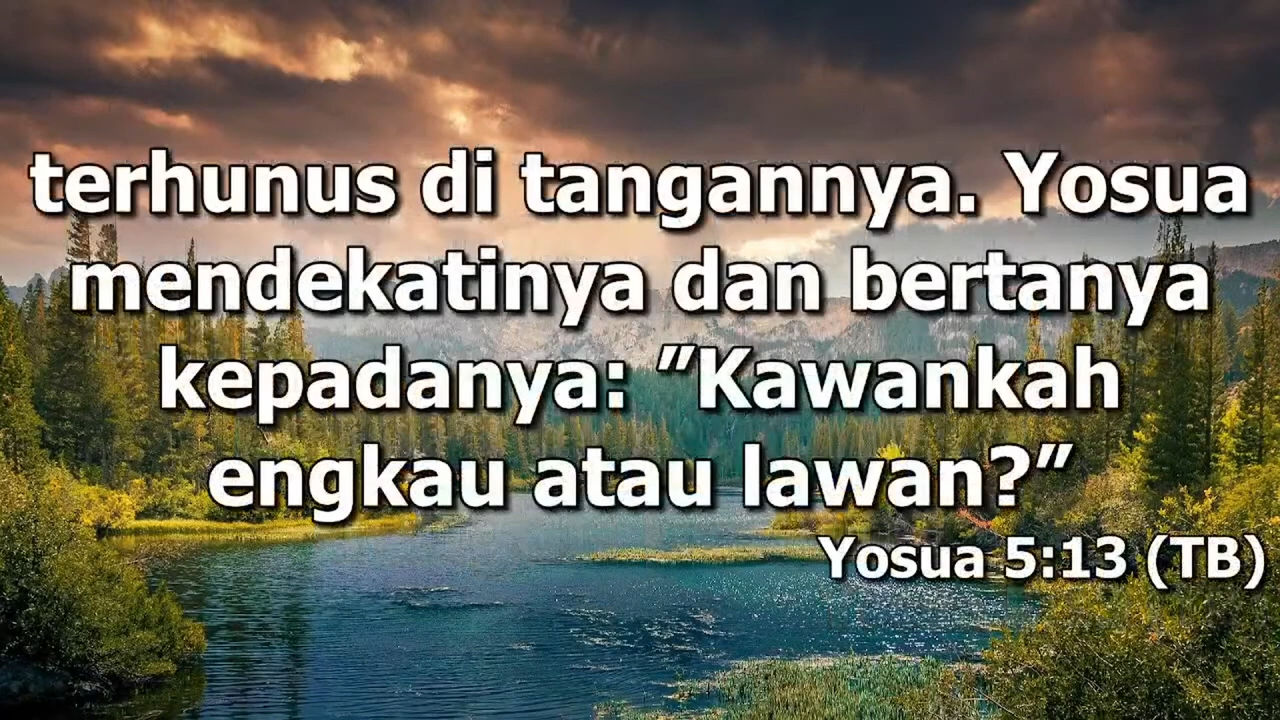 terhunus di tangannya. Yosua
mendekatinya dan bertanya
kepadanya: "Kawankah
engkau atau lawan?"
Yosua 5:13 (TB)